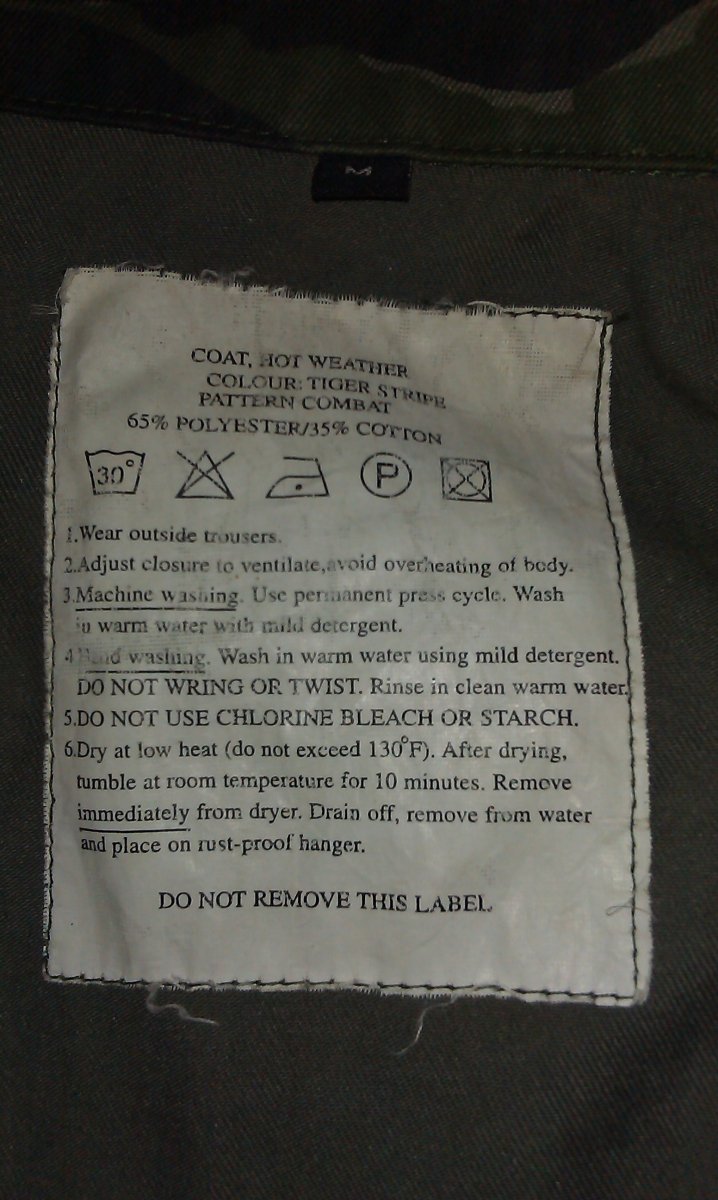 M
COAT, HOT WEATHER
COLOUR: TIGER STRIPE
PATTERN COMBAT
65% POLYESTER/35% COTTON
30° P
1.Wear outside trousers.
2.Adjust closure to ventilate,avoid overheating of body.
3.Machine washing. Use permanent press cycle. Wash
in warm water with mild detergent.
4.Hand washing. Wash in warm water using mild detergent.
DO NOT WRING OR TWIST. Rinse in clean warm water.
5.DO NOT USE CHLORINE BLEACH OR STARCH.
6.Dry at low heat (do not exceed 130°F). After drying,
tumble at room temperature for 10 minutes. Remove
immediately from dryer. Drain off, remove from water
and place on rust-proof hanger.
DO NOT REMOVE THIS LABEL.